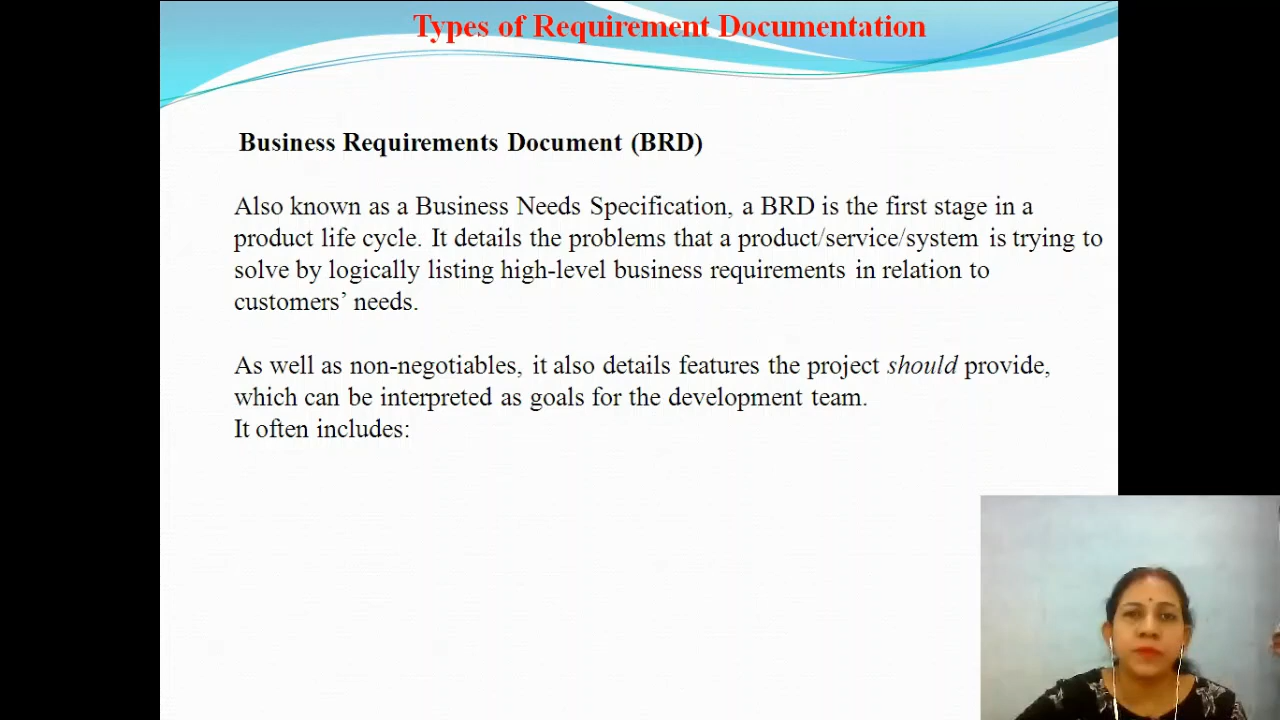 Types of Requirement Documentation
Business Requirements Document (BRD)
Also known as a Business Needs Specification, a BRD is the first stage in a
product life cycle. It details the problems that a product/service/system is trying to
solve by logically listing high-level business requirements in relation to
customers’ needs.
As well as non-negotiables, it also details features the project should provide,
which can be interpreted as goals for the development team.
It often includes: